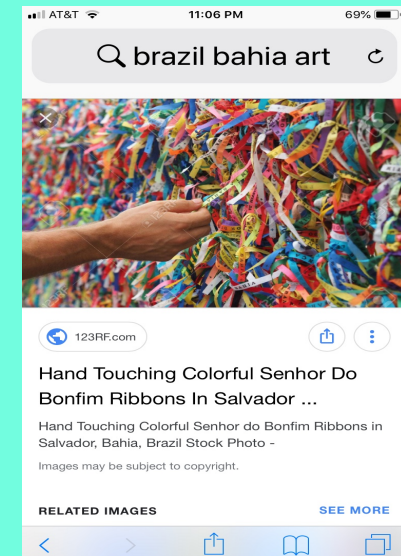 AT&T 11:06 PM 69%
brazil bahia art
BAHIA
123RF.com
Hand Touching Colorful Senhor Do
Bonfim Ribbons In Salvador ...
Hand Touching Colorful Senhor do Bonfim Ribbons in
Salvador, Bahia, Brazil Stock Photo -
Images may be subject to copyright.
RELATED IMAGES SEE MORE